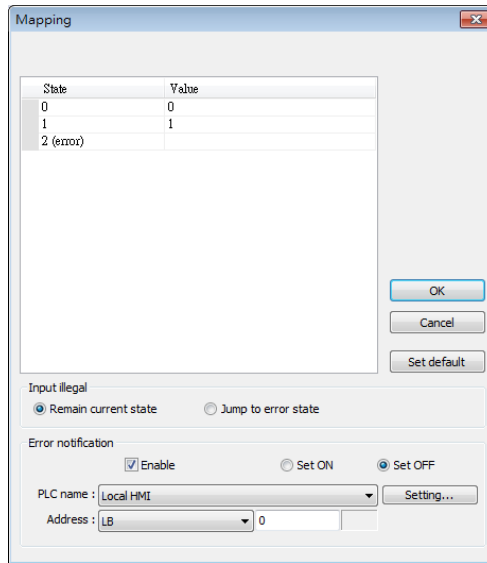 Mapping
State Value
0 0
1 1
2 (error)
OK
Cancel
Set default
Input illegal
Remain current state Jump to error state
Error notification
Enable Set ON Set OFF
PLC name : Local HMI Setting...
Address : LB 0